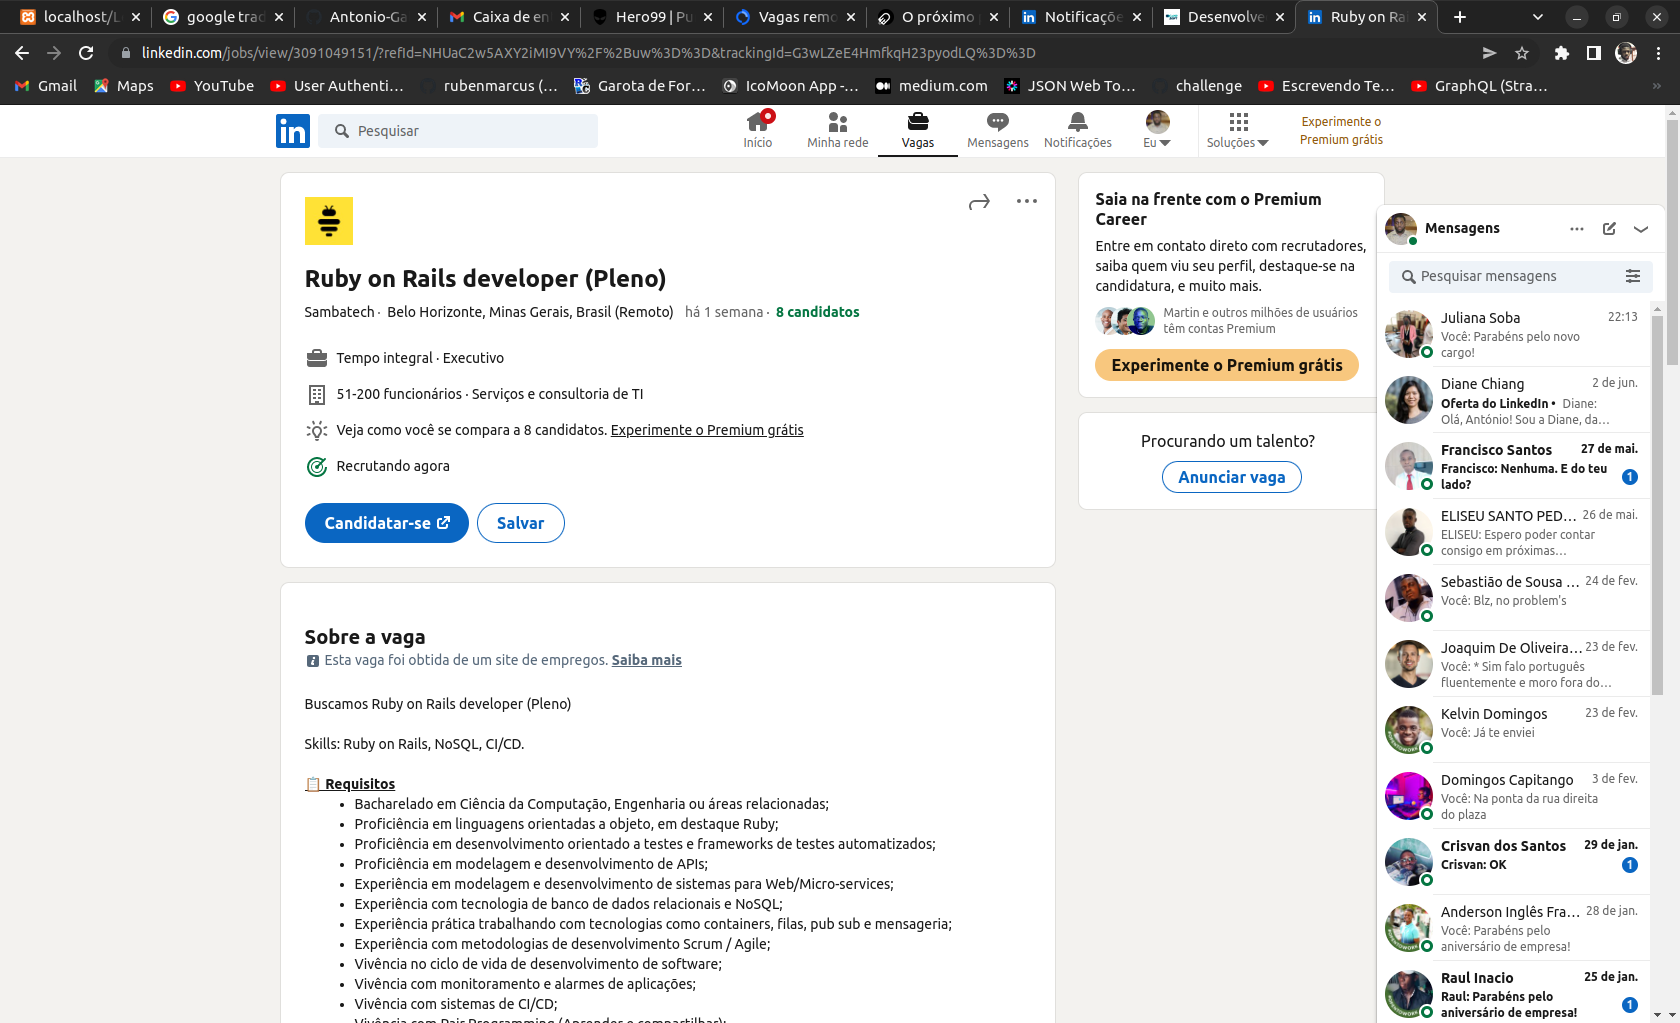 localhost/L
google trad
Antonio-Ga
Caixa de en
Hero99 | Pu
Vagas remo
O próximo
Notificaçõe
Desenvolve
Ruby on Rai
linkedin.com/jobs/view/3091049151/?refId=NHUaC2w5AXY2iMI9VY%2F%2Buw%3D%3D&trackingId=G3wLZeE4HmfkqH23pyodLQ%3D%3D
Gmail
Maps
YouTube
User Authenti...
rubenmarcus (...
Garota de For...
IcoMoon App -...
medium.com
JSON Web To...
challenge
Escrevendo Te...
GraphQL (Stra...
»
in
Pesquisar
Início
Minha rede
Vagas
Mensagens
Notificações
Eu
Soluções
Experimente o
Premium grátis
Ruby on Rails developer (Pleno)
Sambatech · Belo Horizonte, Minas Gerais, Brasil (Remoto) há 1 semana · 8 candidatos
Tempo integral · Executivo
51-200 funcionários · Serviços e consultoria de TI
Veja como você se compara a 8 candidatos. Experimente o Premium grátis
Recrutando agora
Candidatar-se
Salvar
Sobre a vaga
Esta vaga foi obtida de um site de empregos. Saiba mais
Buscamos Ruby on Rails developer (Pleno)
Skills: Ruby on Rails, NoSQL, CI/CD.
📋 Requisitos
• Bacharelado em Ciência da Computação, Engenharia ou áreas relacionadas;
• Proficiência em linguagens orientadas a objeto, em destaque Ruby;
• Proficiência em desenvolvimento orientado a testes e frameworks de testes automatizados;
• Proficiência em modelagem e desenvolvimento de APIs;
• Experiência em modelagem e desenvolvimento de sistemas para Web/Micro-services;
• Experiência com tecnologia de banco de dados relacionais e NoSQL;
• Experiência prática trabalhando com tecnologias como containers, filas, pub sub e mensageria;
• Experiência com metodologias de desenvolvimento Scrum / Agile;
• Vivência no ciclo de vida de desenvolvimento de software;
• Vivência com monitoramento e alarmes de aplicações;
• Vivência com sistemas de CI/CD;
• Vivência com Pair Programming (Aprender e compartilhar);
Saia na frente com o Premium
Career
Entre em contato direto com recrutadores,
saiba quem viu seu perfil, destaque-se na
candidatura, e muito mais.
Martin e outros milhões de usuários
têm contas Premium
Experimente o Premium grátis
Procurando um talento?
Anunciar vaga
Mensagens
Pesquisar mensagens
Juliana Soba 22:13
Você: Parabéns pelo novo
cargo!
Diane Chiang 2 de jun.
Oferta do LinkedIn • Diane:
Olá, António! Sou a Diane, da...
Francisco Santos 27 de mai.
Francisco: Nenhuma. E do teu
lado? 1
ELISEU SANTO PED... 26 de mai.
ELISEU: Espero poder contar
consigo em próximas...
Sebastião de Sousa ... 24 de fev.
Você: Blz, no problem's
Joaquim De Oliveira... 23 de fev.
Você: * Sim falo português
fluentemente e moro fora do...
Kelvin Domingos 23 de fev.
Você: Já te enviei
Domingos Capitango 3 de fev.
Você: Na ponta da rua direita
do plaza
Crisvan dos Santos 29 de jan.
Crisvan: OK 1
Anderson Inglês Fra... 28 de jan.
Você: Parabéns pelo
aniversário de empresa!
Raul Inacio 25 de jan.
Raul: Parabéns pelo
aniversário de empresa! 1